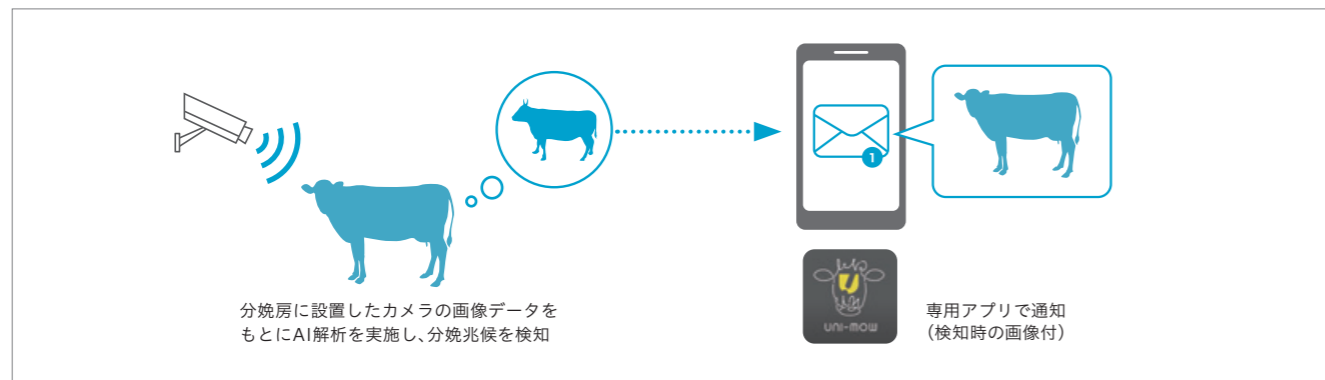 1
分娩房に設置したカメラの画像データを
もとにAI解析を実施し、分娩兆候を検知
UNI-MOW
専用アプリで通知
（検知時の画像付）